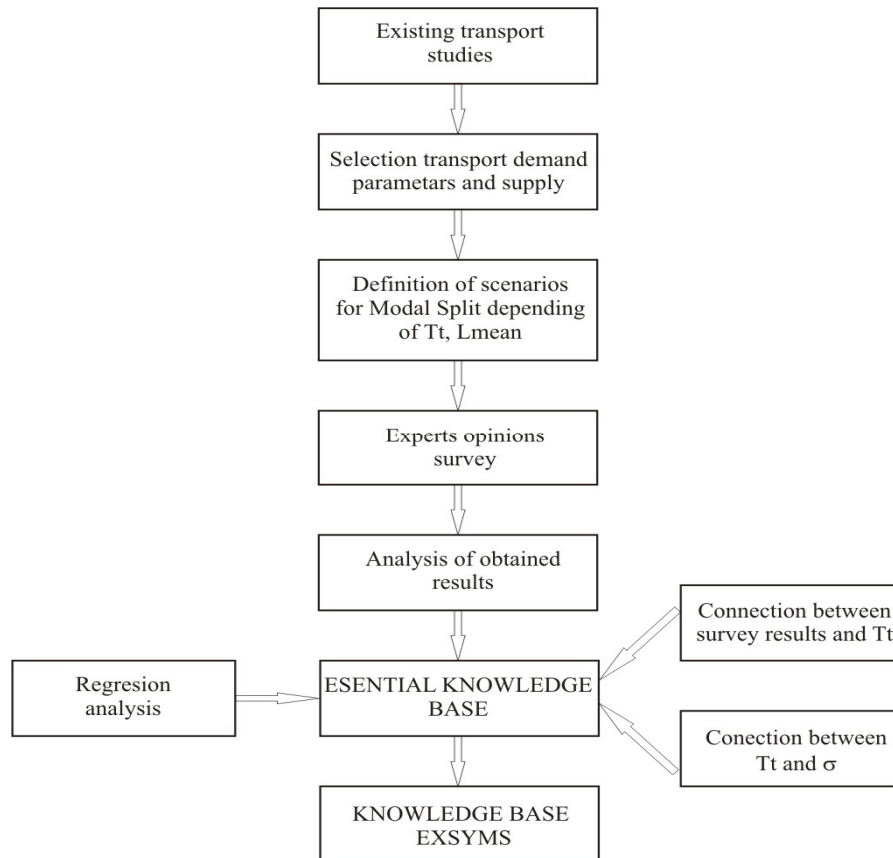 Existing transport
studies
Selection transport demand
parametars and supply
Definition of scenarios
for Modal Split depending
of Tt, Lmean
Experts opinions
survey
Analysis of obtained
results
Connection between
survey results and Tt
Regresion
analysis
ESENTIAL KNOWLEDGE
BASE
Conection between
Tt and σ
KNOWLEDGE BASE
EXSYMS